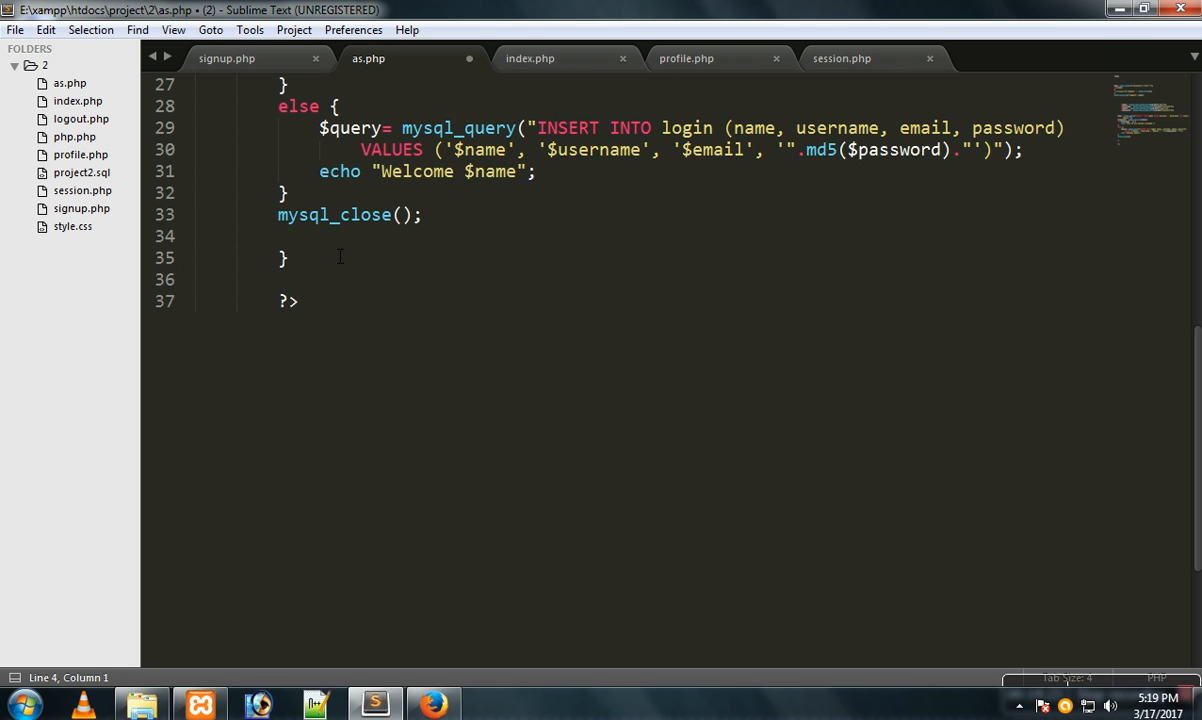 E:\xampp\htdocs\project\2\as.php • (2) - Sublime Text (UNREGISTERED)
File Edit Selection Find View Goto Tools Project Preferences Help
FOLDERS
2
as.php
index.php
logout.php
php.php
profile.php
project2.sql
session.php
signup.php
style.css
signup.php as.php index.php profile.php session.php
27 }
28 else {
29 $query= mysql_query("INSERT INTO login (name, username, email, password)
30 VALUES ('$name', '$username', '$email', '".md5($password)."')");
31 echo "Welcome $name";
32 }
33 mysql_close();
34
35 }
36
37 ?>
Line 4, Column 1 Tab Size: 4 PHP
5:19 PM
3/17/2017